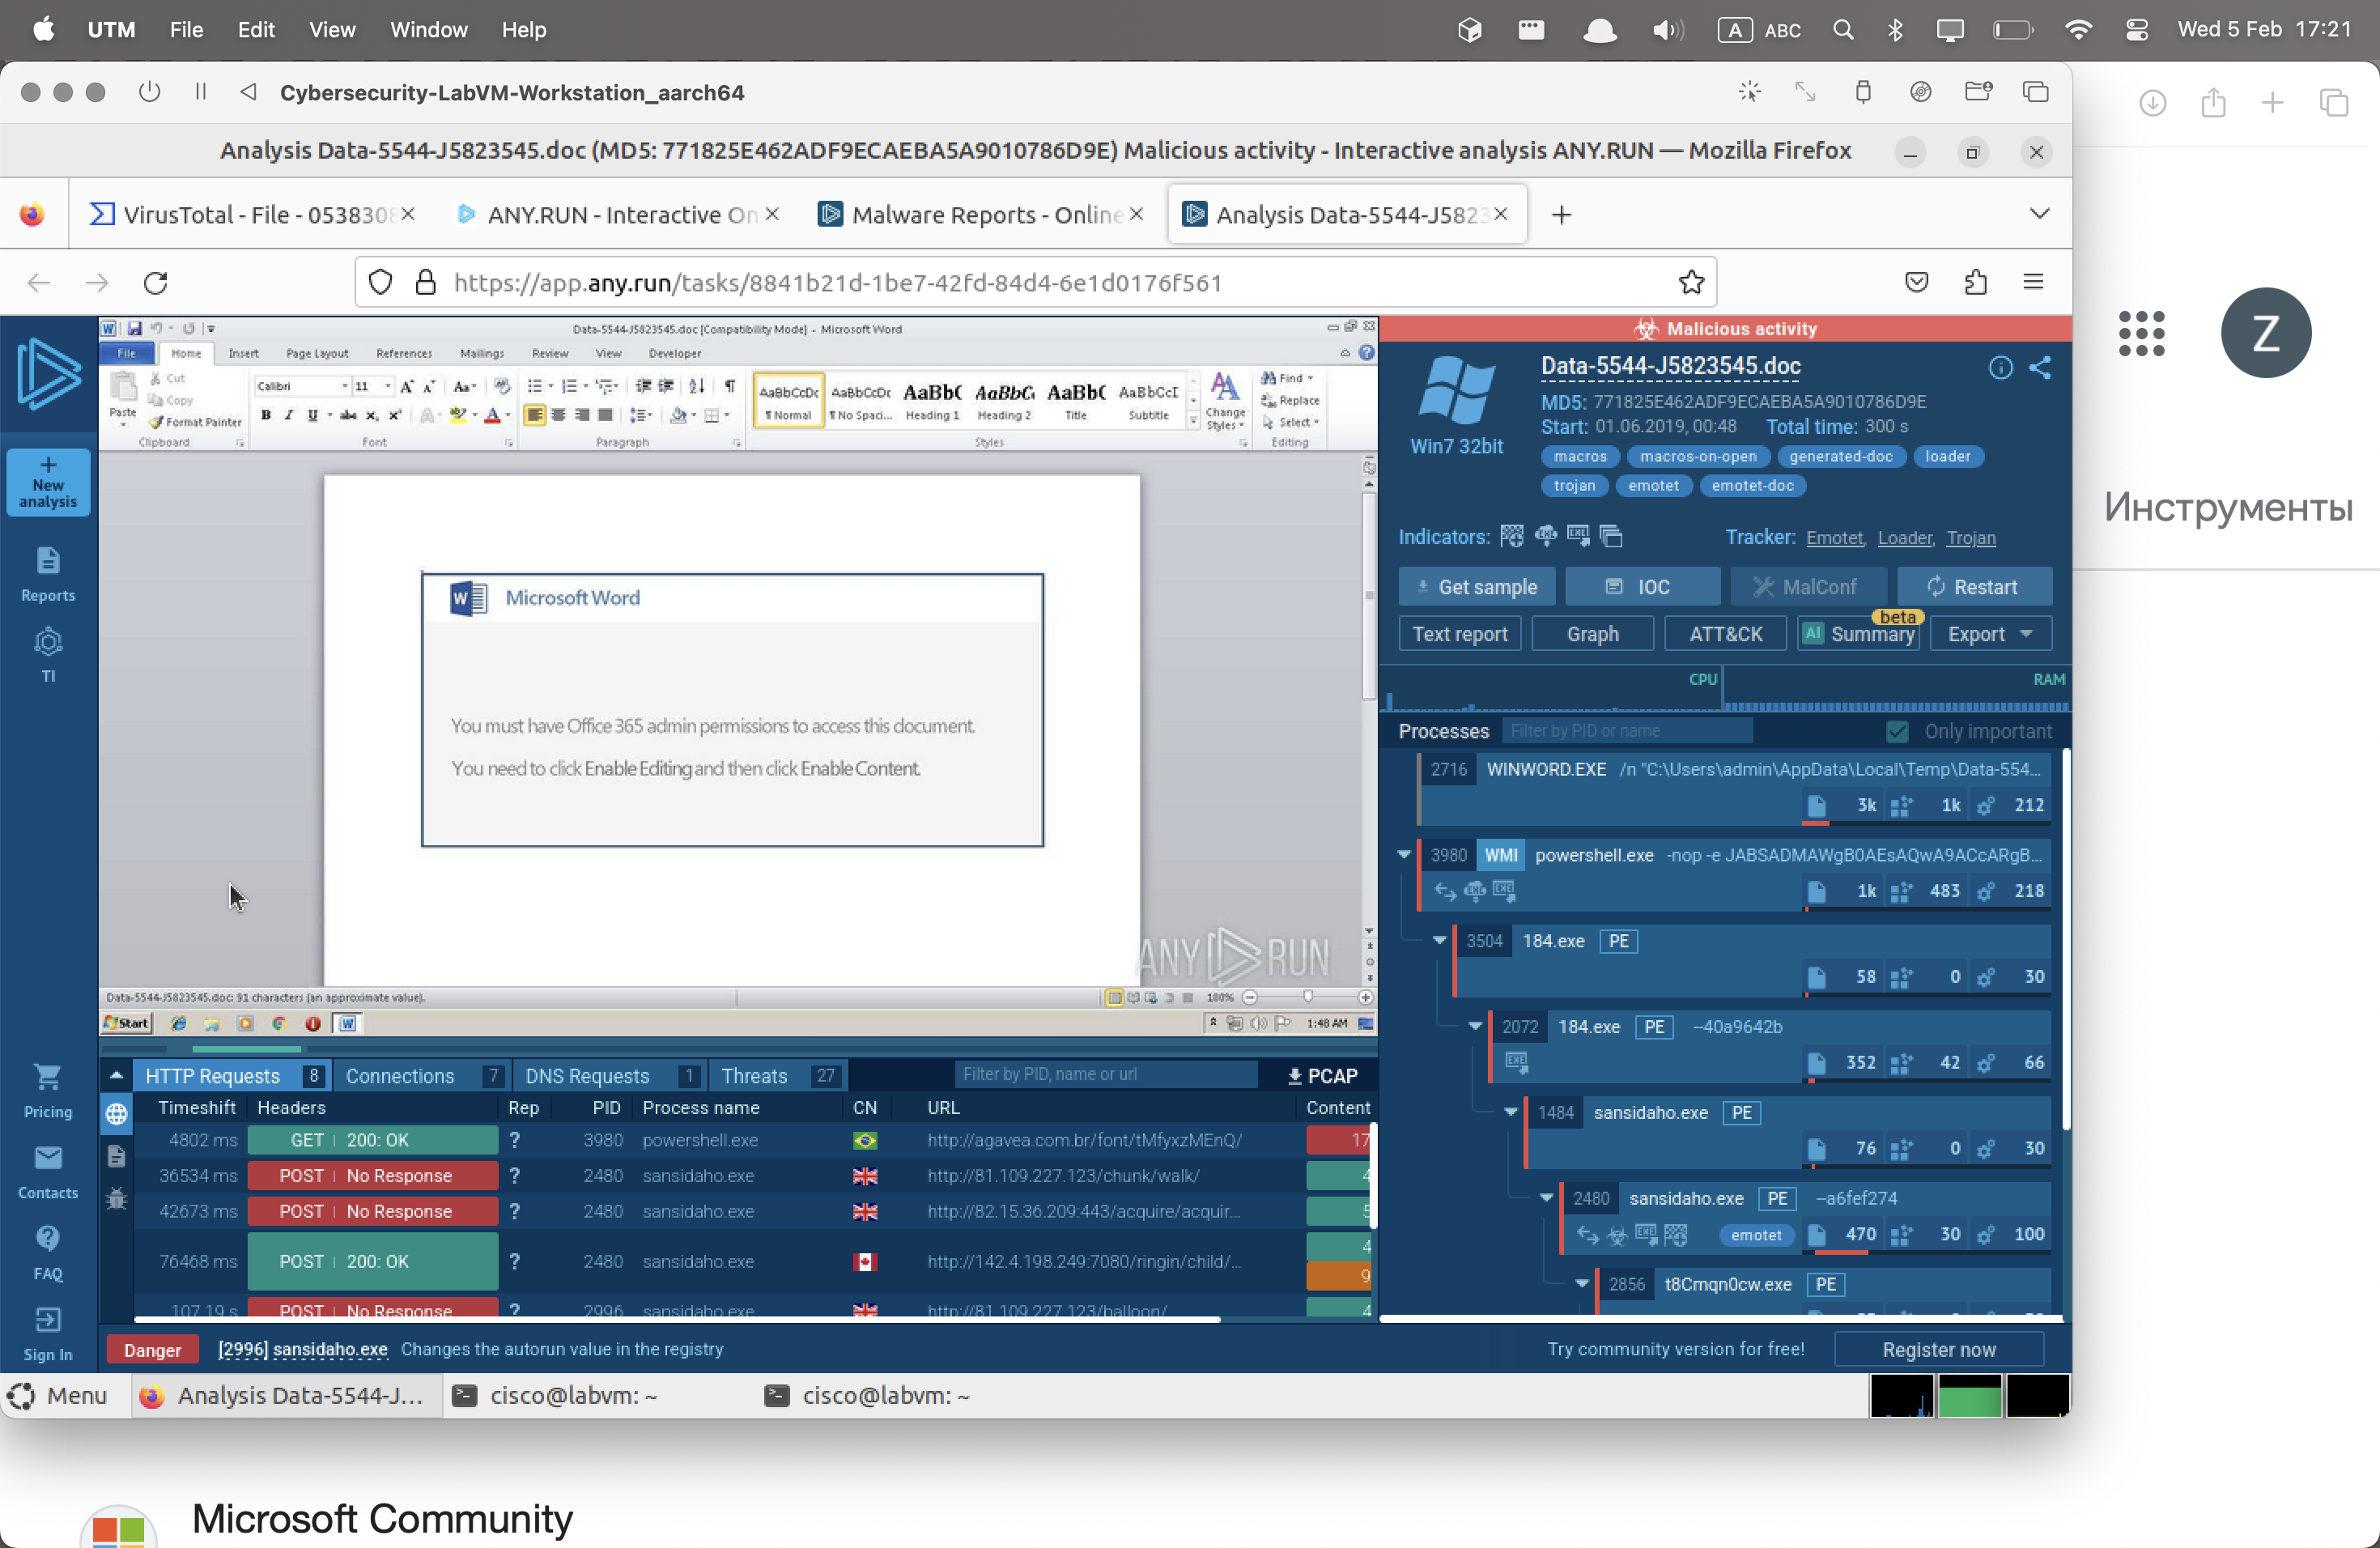 UTM File Edit View Window Help
A ABC Wed 5 Feb 17:21
Cybersecurity-LabVM-Workstation_aarch64
Analysis Data-5544-J5823545.doc (MD5: 771825E462ADF9ECAEBA5A9010786D9E) Malicious activity - Interactive analysis ANY.RUN — Mozilla Firefox
VirusTotal - File - 053830 ANY.RUN - Interactive On Malware Reports - Online Analysis Data-5544-J5823
https://app.any.run/tasks/8841b21d-1be7-42fd-84d4-6e1d0176f561
Z
Инструменты
New analysis
Reports
TI
Pricing
Contacts
FAQ
Sign In
Data-5544-J5823545.doc [Compatibility Mode] - Microsoft Word
File Home Insert Page Layout References Mailings Review View Developer
Paste
Cut
Copy
Format Painter
Calibri 11
AaBbCcDc AaBbCcDc AaBbC AaBbC AaBbC AaBbCcI
¶ Normal ¶ No Spaci... Heading 1 Heading 2 Title Subtitle
Change Styles
Find
Replace
Select
Clipboard Font Paragraph Styles Editing
W Microsoft Word
You must have Office 365 admin permissions to access this document.
You need to click Enable Editing and then click Enable Content.
ANY RUN
Data-5544-J5823545.doc: 91 characters (an approximate value).
100%
Start
1:48 AM
Malicious activity
Win7 32bit
Data-5544-J5823545.doc
MD5: 771825E462ADF9ECAEBA5A9010786D9E
Start: 01.06.2019, 00:48 Total time: 300 s
macros macros-on-open generated-doc loader
trojan emotet emotet-doc
Indicators:
Tracker: Emotet, Loader, Trojan
Get sample IOC MalConf Restart
beta
Text report Graph ATT&CK AI Summary Export
CPU RAM
Processes Filter by PID or name Only important
2716 WINWORD.EXE /n "C:\Users\admin\AppData\Local\Temp\Data-554...
3k 1k 212
3980 WMI powershell.exe -nop -e JABSADMAWgB0AEsAQwA9ACcARgB...
1k 483 218
3504 184.exe PE
58 0 30
2072 184.exe PE --40a9642b
352 42 66
1484 sansidaho.exe PE
76 0 30
2480 sansidaho.exe PE --a6fef274
emotet 470 30 100
2856 t8Cmqn0cw.exe PE
HTTP Requests 8 Connections 7 DNS Requests 1 Threats 27 Filter by PID, name or url PCAP
Timeshift Headers Rep PID Process name CN URL Content
4802 ms GET 200: OK ? 3980 powershell.exe http://agavea.com.br/font/tMfyxzMEnQ/ 17
36534 ms POST No Response ? 2480 sansidaho.exe http://81.109.227.123/chunk/walk/ 4
42673 ms POST No Response ? 2480 sansidaho.exe http://82.15.36.209:443/acquire/acquir... 5
76468 ms POST 200: OK ? 2480 sansidaho.exe http://142.4.198.249:7080/ringin/child/... 4
9
107.19 s POST No Response ? 2996 sansidaho.exe http://81.109.227.123/balloon/ 4
Danger [2996] sansidaho.exe Changes the autorun value in the registry
Try community version for free! Register now
Menu Analysis Data-5544-J... cisco@labvm: ~ cisco@labvm: ~
Microsoft Community